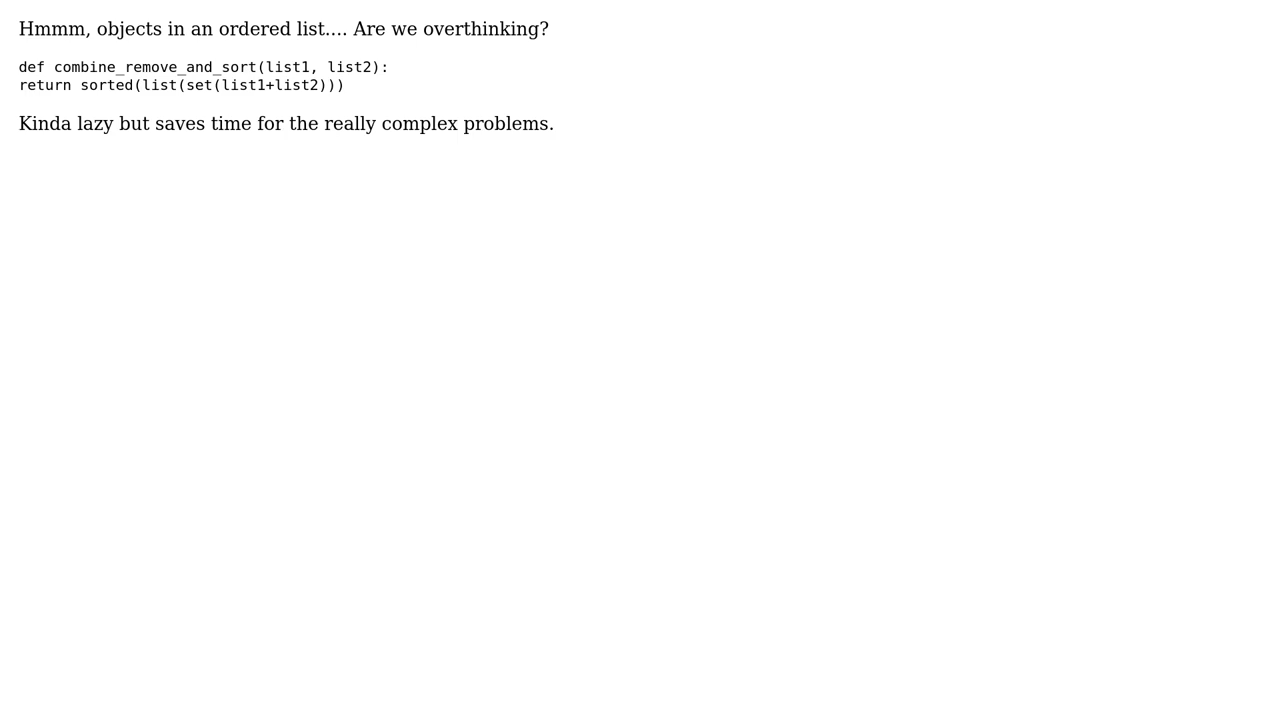 Hmmm, objects in an ordered list.... Are we overthinking?
def combine_remove_and_sort(list1, list2):
return sorted(list(set(list1+list2)))
Kinda lazy but saves time for the really complex problems.